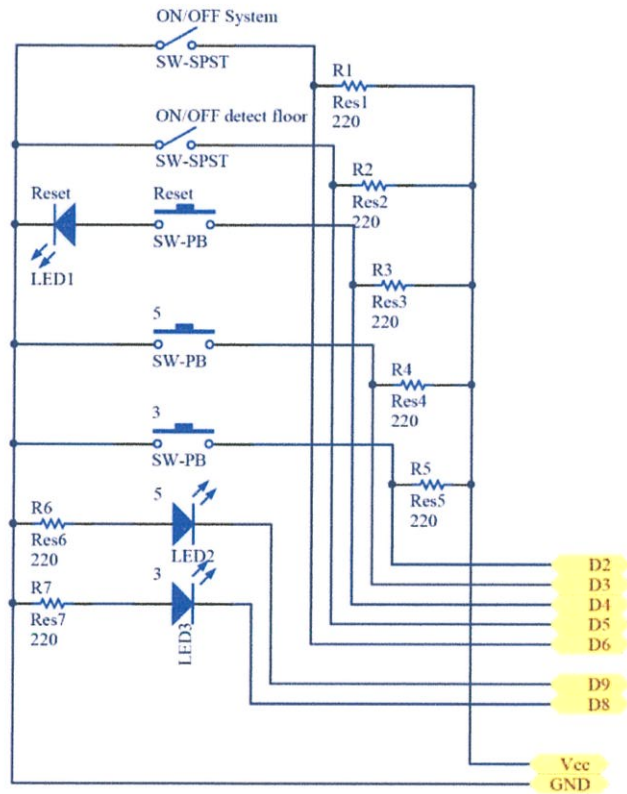 ON/OFF System
SW-SPST
R1
Res1
220
ON/OFF detect floor
SW-SPST
R2
Res2
220
Reset
Reset
SW-PB
LED1
R3
Res3
220
5
SW-PB
R4
Res4
220
3
SW-PB
R5
Res5
220
R6
Res6
220
5
LED2
R7
Res7
220
3
LED3
D2
D3
D4
D5
D6
D9
D8
Vcc
GND